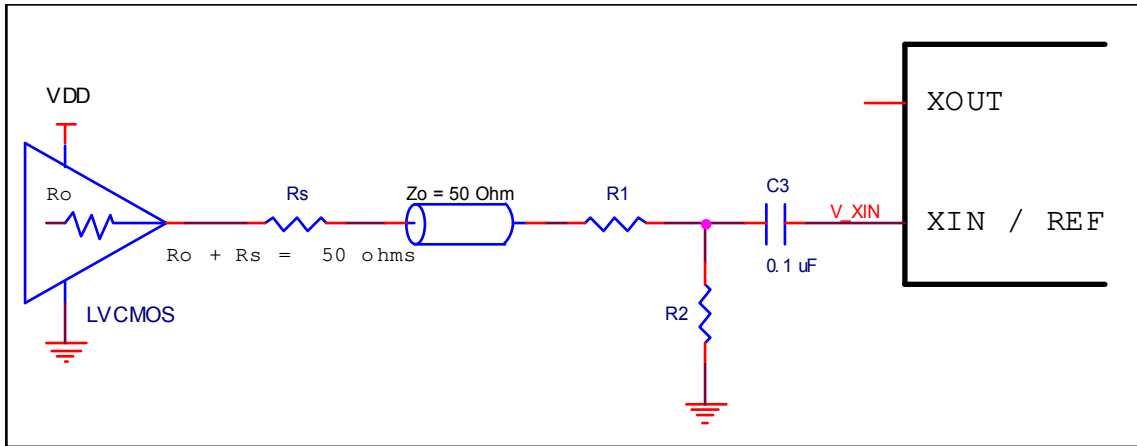 VDD
Ro
Rs
Zo = 50 Ohm
R1
C3
V_XIN
XOUT
XIN / REF
Ro + Rs = 50 ohms
0.1 uF
LVCMOS
R2